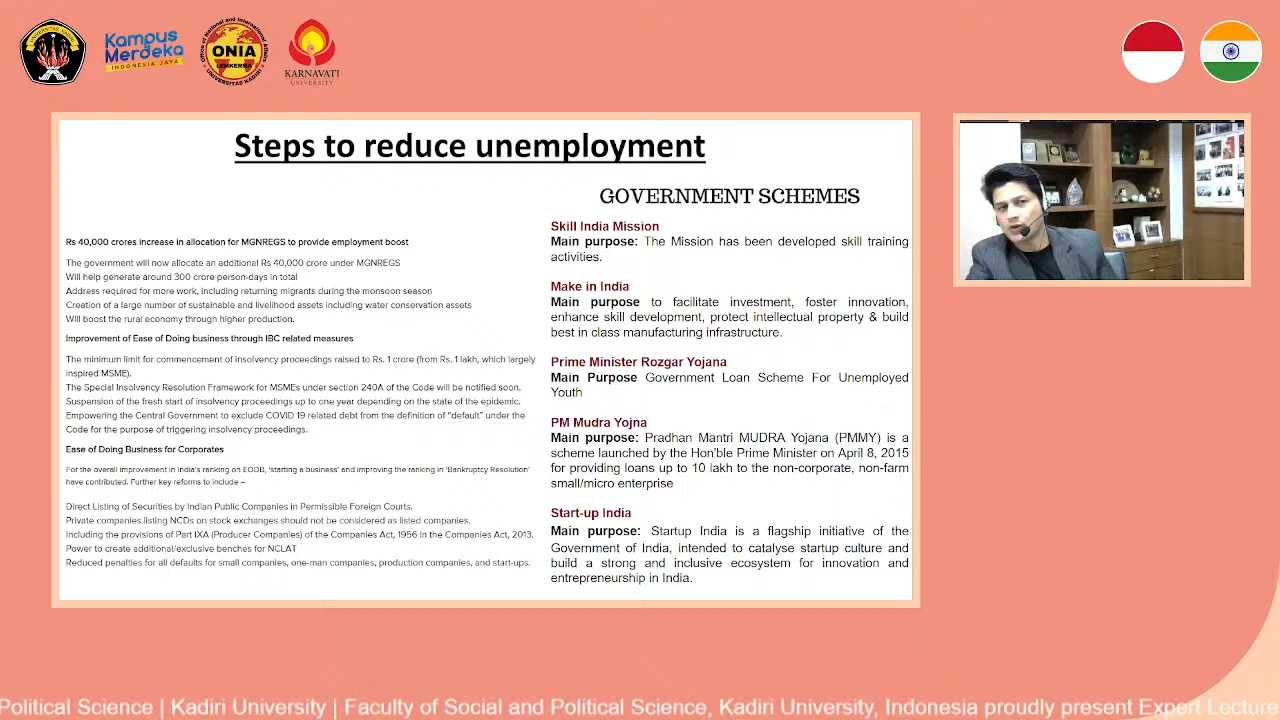 UNIVERSITAS KADIRI
Kampus
Merdeka
INDONESIA JAYA
Office of National and International Affairs
ONIA
LEMKERMA
UNIVERSITAS KADIRI
KARNAVATI
UNIVERSITY
Steps to reduce unemployment
Rs 40,000 crores increase in allocation for MGNREGS to provide employment boost
The government will now allocate an additional Rs 40,000 crore under MGNREGS
Will help generate around 300 crore person-days in total
Address required for more work, including returning migrants during the monsoon season
Creation of a large number of sustainable and livelihood assets including water conservation assets
Will boost the rural economy through higher production.
Improvement of Ease of Doing business through IBC related measures
The minimum limit for commencement of insolvency proceedings raised to Rs. 1 crore (from Rs. 1 lakh, which largely
inspired MSME).
The Special Insolvency Resolution Framework for MSMEs under section 240A of the Code will be notified soon.
Suspension of the fresh start of insolvency proceedings up to one year depending on the state of the epidemic.
Empowering the Central Government to exclude COVID 19 related debt from the definition of “default” under the
Code for the purpose of triggering insolvency proceedings.
Ease of Doing Business for Corporates
For the overall improvement in India's ranking on EODB, 'starting a business' and improving the ranking in 'Bankruptcy Resolution'
have contributed. Further key reforms to include –
Direct Listing of Securities by Indian Public Companies in Permissible Foreign Courts.
Private companies listing NCDs on stock exchanges should not be considered as listed companies.
Including the provisions of Part IXA (Producer Companies) of the Companies Act, 1956 in the Companies Act, 2013.
Power to create additional/exclusive benches for NCLAT
Reduced penalties for all defaults for small companies, one-man companies, production companies, and start-ups.
GOVERNMENT SCHEMES
Skill India Mission
Main purpose: The Mission has been developed skill training
activities.
Make in India
Main purpose to facilitate investment, foster innovation,
enhance skill development, protect intellectual property & build
best in class manufacturing infrastructure.
Prime Minister Rozgar Yojana
Main Purpose Government Loan Scheme For Unemployed
Youth
PM Mudra Yojna
Main purpose: Pradhan Mantri MUDRA Yojana (PMMY) is a
scheme launched by the Hon'ble Prime Minister on April 8, 2015
for providing loans up to 10 lakh to the non-corporate, non-farm
small/micro enterprise
Start-up India
Main purpose: Startup India is a flagship initiative of the
Government of India, intended to catalyse startup culture and
build a strong and inclusive ecosystem for innovation and
entrepreneurship in India.
Political Science | Kadiri University | Faculty of Social and Political Science, Kadiri University, Indonesia proudly present Expert Lecture